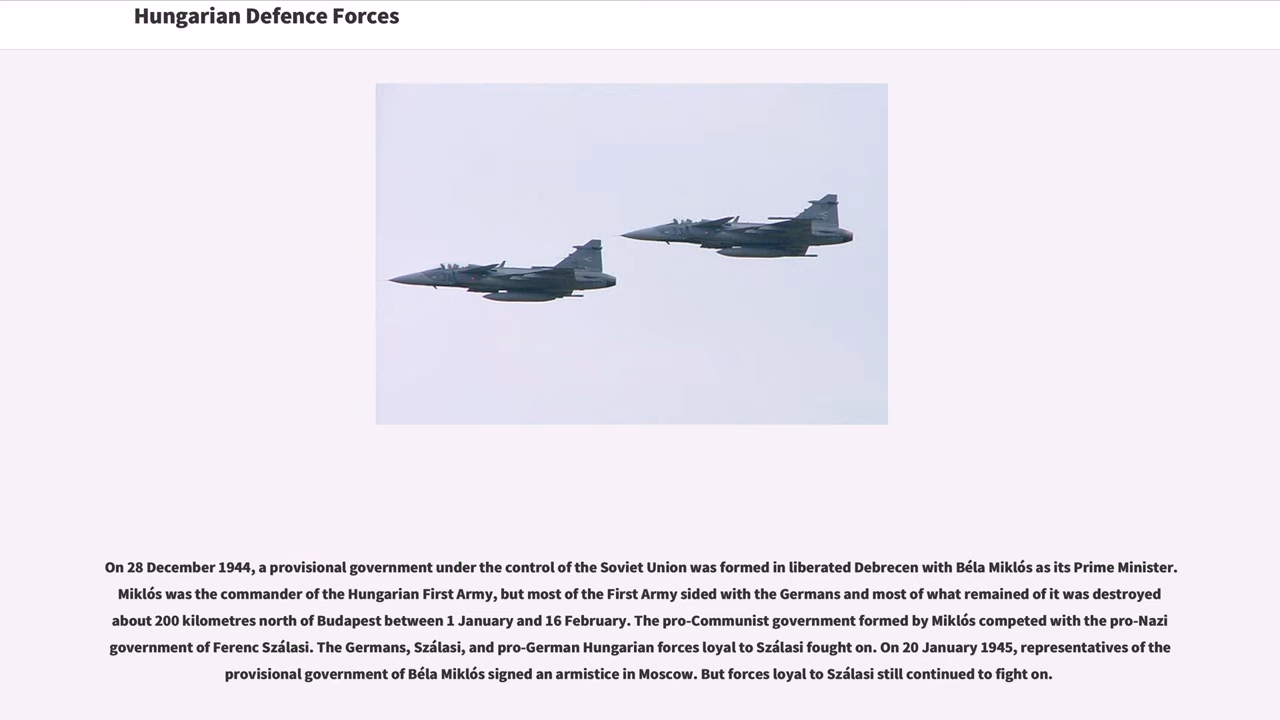 Hungarian Defence Forces
On 28 December 1944, a provisional government under the control of the Soviet Union was formed in liberated Debrecen with Béla Miklós as its Prime Minister.
Miklós was the commander of the Hungarian First Army, but most of the First Army sided with the Germans and most of what remained of it was destroyed
about 200 kilometres north of Budapest between 1 January and 16 February. The pro-Communist government formed by Miklós competed with the pro-Nazi
government of Ferenc Szálasi. The Germans, Szálasi, and pro-German Hungarian forces loyal to Szálasi fought on. On 20 January 1945, representatives of the
provisional government of Béla Miklós signed an armistice in Moscow. But forces loyal to Szálasi still continued to fight on.